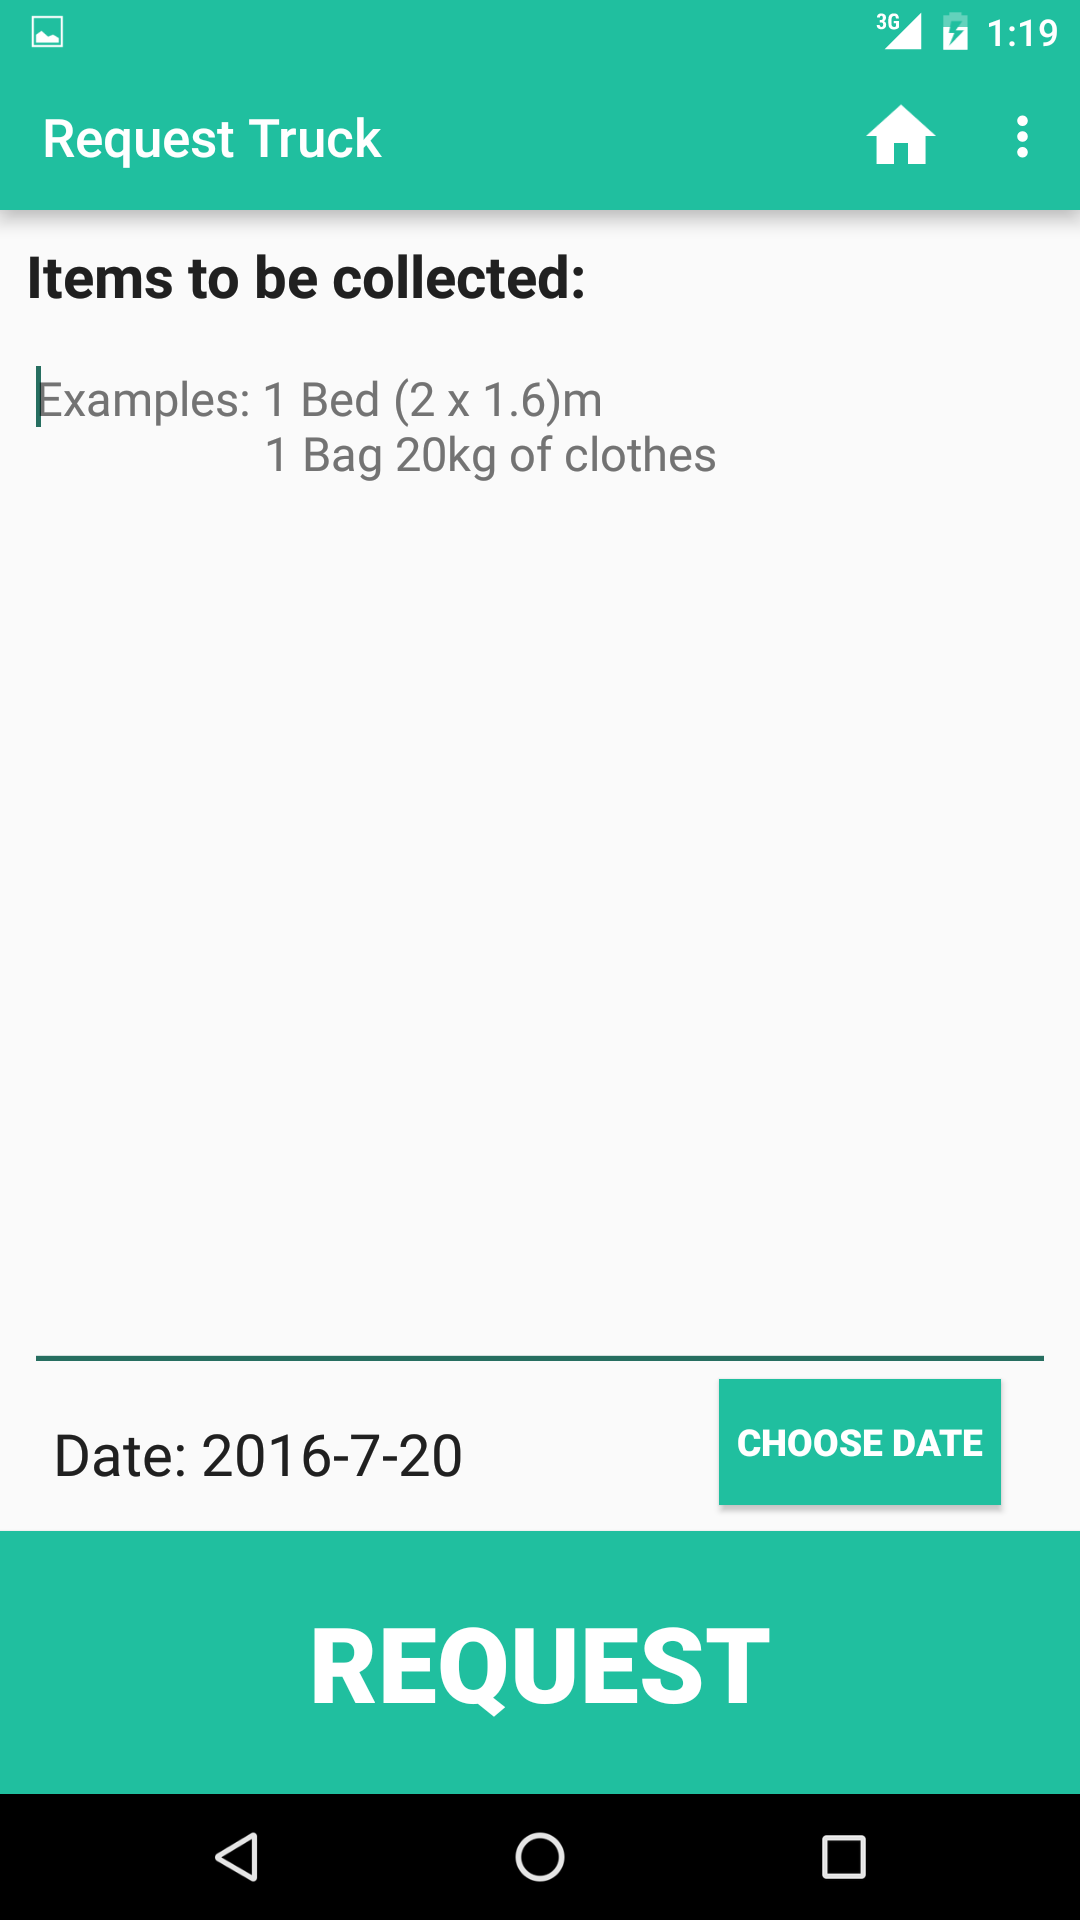 3G 1:19
Request Truck
Items to be collected:
Examples: 1 Bed (2 x 1.6)m
1 Bag 20kg of clothes
Date: 2016-7-20
CHOOSE DATE
REQUEST